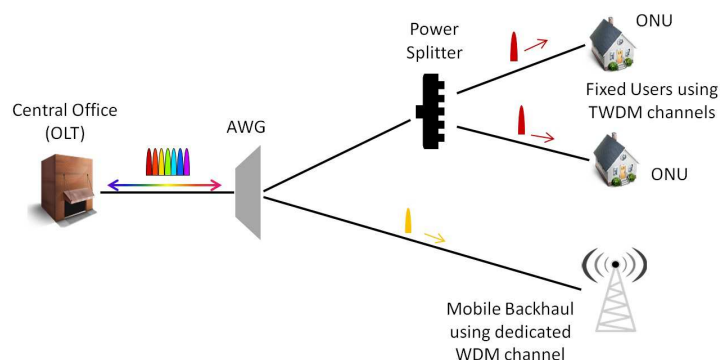 Power
Splitter
ONU
Fixed Users using
TWDM channels
Central Office
(OLT)
AWG
ONU
Mobile Backhaul
using dedicated
WDM channel